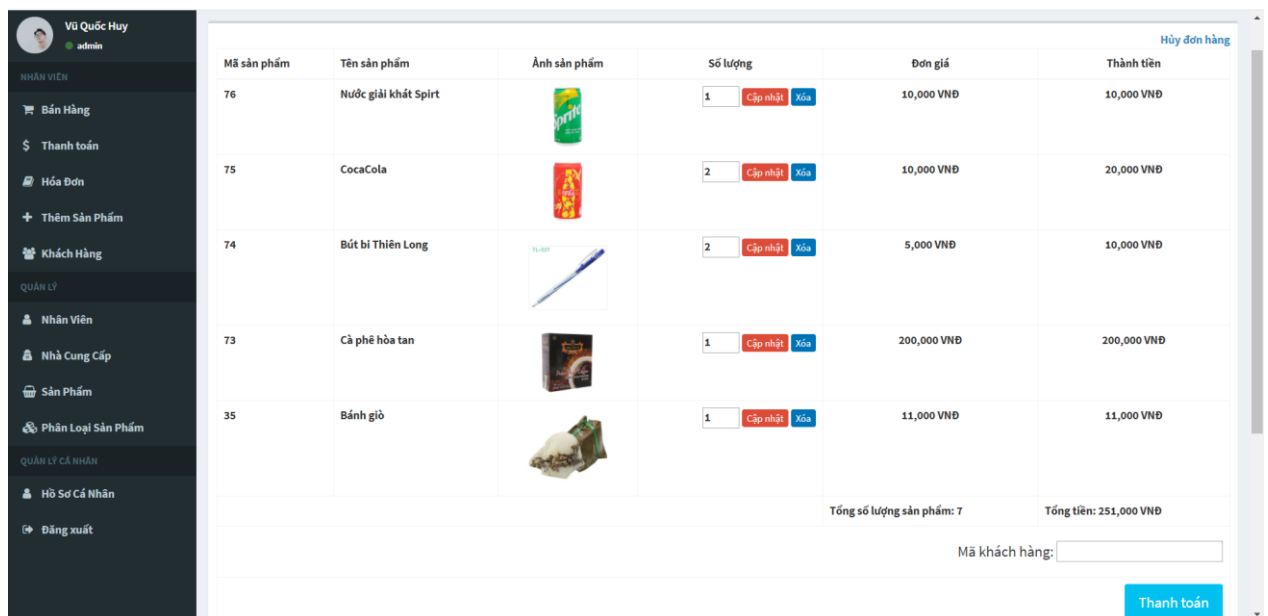 Vũ Quốc Huy
admin
NHÂN VIÊN
Bán Hàng
Thanh toán
Hóa Đơn
Thêm Sản Phẩm
Khách Hàng
QUẢN LÝ
Nhân Viên
Nhà Cung Cấp
Sản Phẩm
Phân Loại Sản Phẩm
QUẢN LÝ CÁ NHÂN
Hồ Sơ Cá Nhân
Đăng xuất
Hủy đơn hàng
Mã sản phẩm Tên sản phẩm Ảnh sản phẩm Số lượng Đơn giá Thành tiền
76 Nước giải khát Spirt Sprite 1 Cập nhật Xóa 10,000 VNĐ 10,000 VNĐ
75 CocaCola 2 Cập nhật Xóa 10,000 VNĐ 20,000 VNĐ
74 Bút bi Thiên Long TL-027 2 Cập nhật Xóa 5,000 VNĐ 10,000 VNĐ
73 Cà phê hòa tan 1 Cập nhật Xóa 200,000 VNĐ 200,000 VNĐ
35 Bánh giò 1 Cập nhật Xóa 11,000 VNĐ 11,000 VNĐ
Tổng số lượng sản phẩm: 7 Tổng tiền: 251,000 VNĐ
Mã khách hàng:
Thanh toán